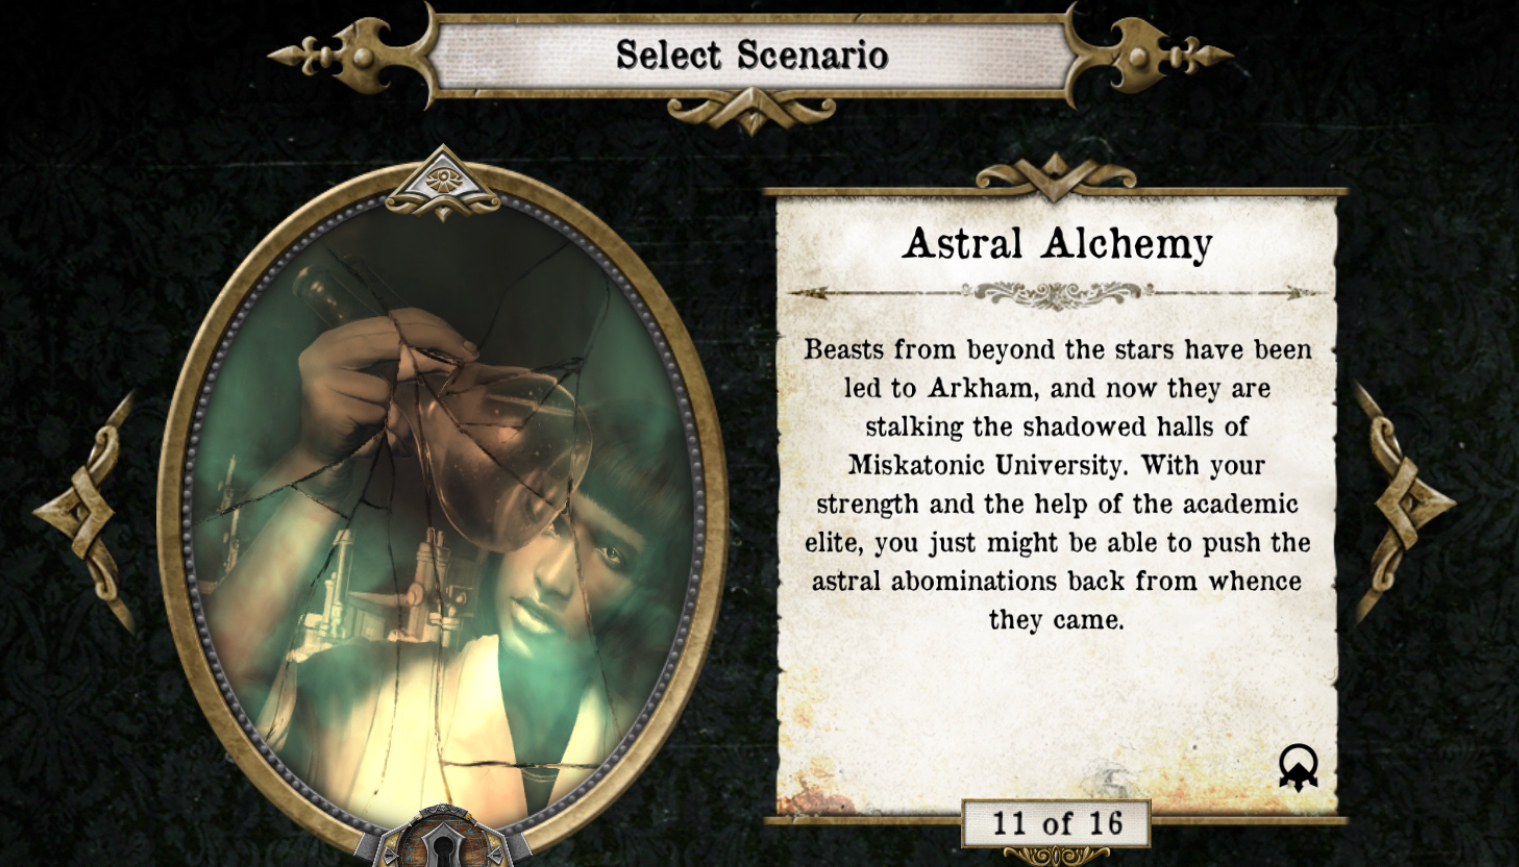 Select Scenario
Astral Alchemy
Beasts from beyond the stars have been
led to Arkham, and now they are
stalking the shadowed halls of
Miskatonic University. With your
strength and the help of the academic
elite, you just might be able to push the
astral abominations back from whence
they came.
11 of 16